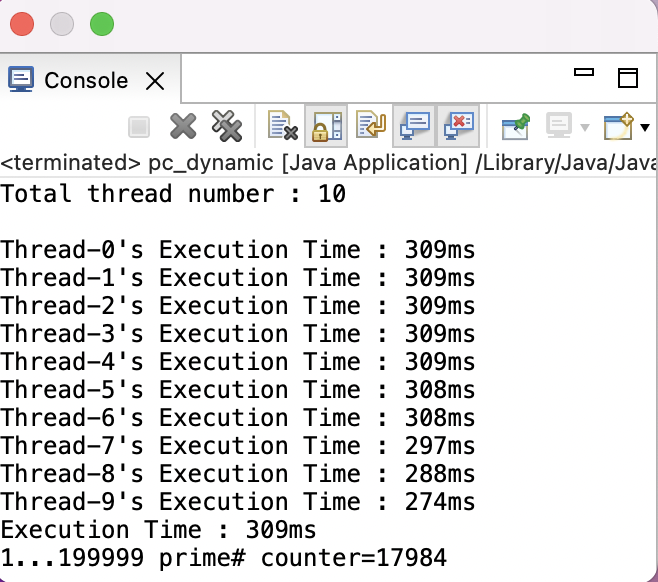 Console
<terminated> pc_dynamic [Java Application] /Library/Java/Java
Total thread number : 10
Thread-0's Execution Time : 309ms
Thread-1's Execution Time : 309ms
Thread-2's Execution Time : 309ms
Thread-3's Execution Time : 309ms
Thread-4's Execution Time : 309ms
Thread-5's Execution Time : 308ms
Thread-6's Execution Time : 308ms
Thread-7's Execution Time : 297ms
Thread-8's Execution Time : 288ms
Thread-9's Execution Time : 274ms
Execution Time : 309ms
1...199999 prime# counter=17984